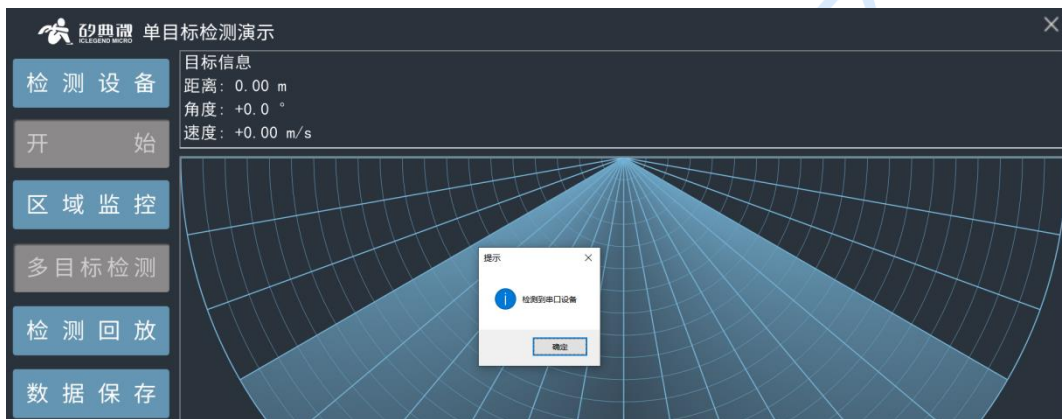 矽典微 单目标检测演示
ICLEGEND MICRO
目标信息
距离: 0.00 m
角度: +0.0 °
速度: +0.00 m/s
检测设备
开始
区域监控
多目标检测
检测回放
数据保存
提示
检测到串口设备
确定